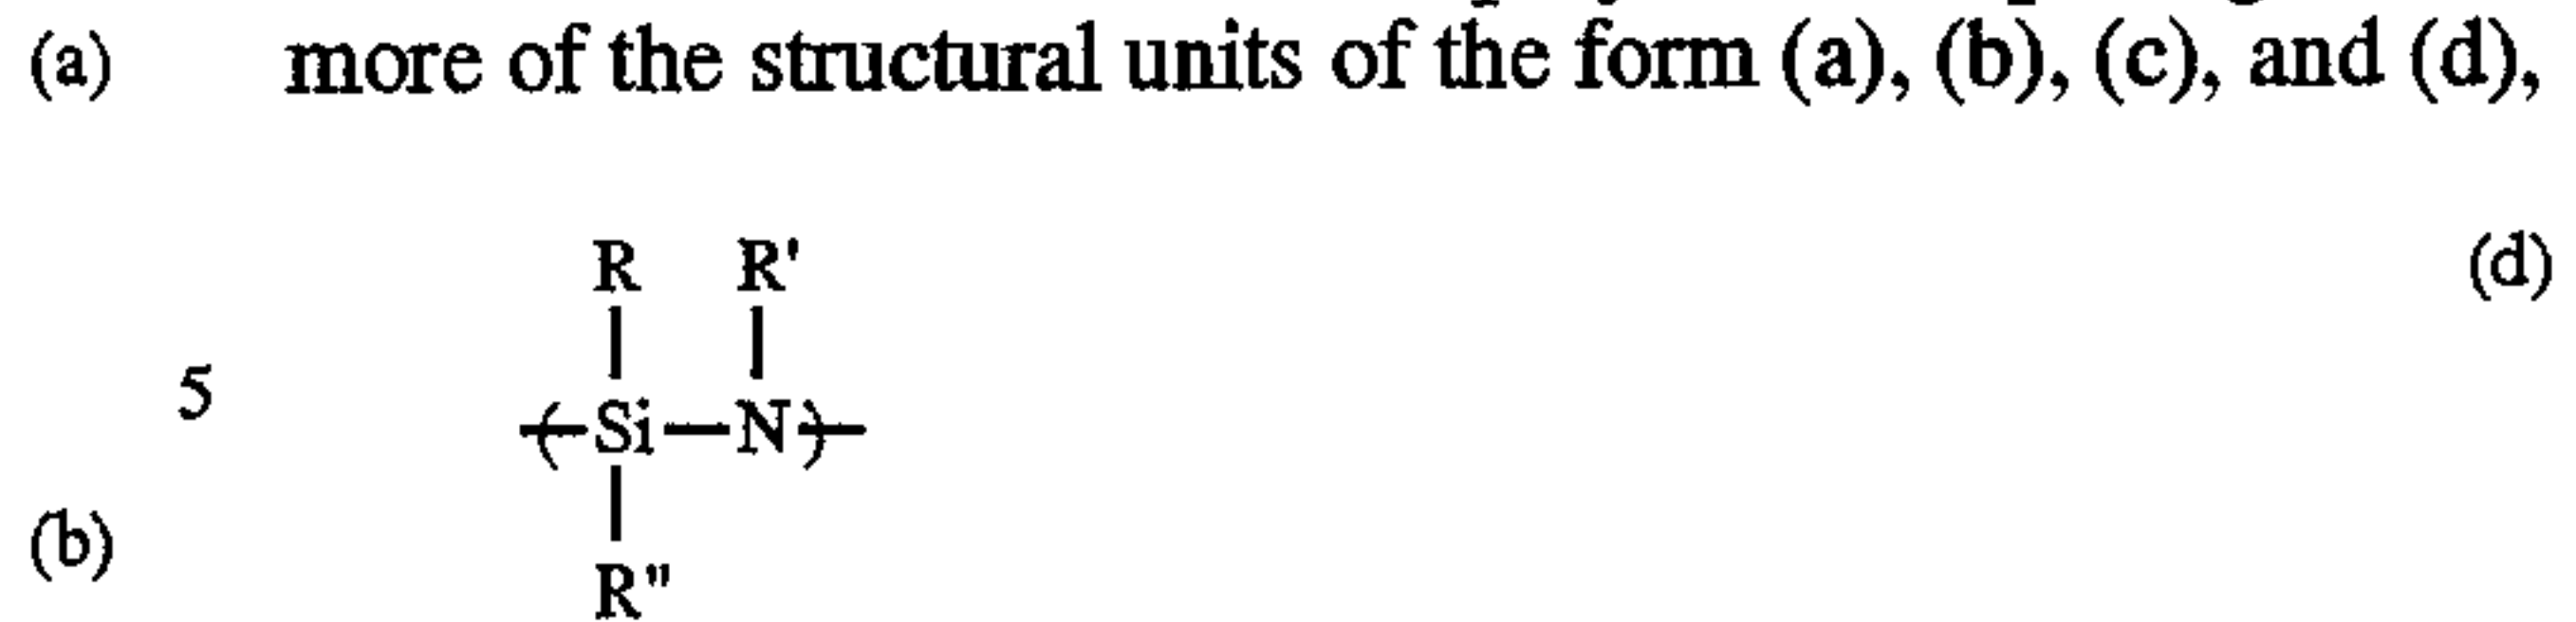 (a) more of the structural units of the form (a), (b), (c), and (d),
R R' (d)
5
Si—N
(b)
R"